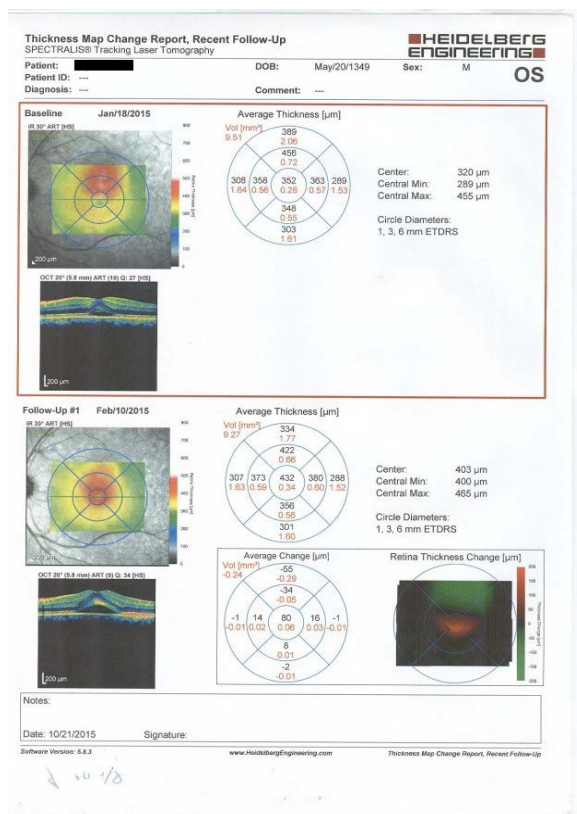 Thickness Map Change Report, Recent Follow-Up
SPECTRALIS® Tracking Laser Tomography
HEIDELBERG
ENGINEERING
Patient:
DOB: May/20/1349 Sex: M
OS
Patient ID: ---
Diagnosis: ---
Comment: ---
Baseline Jan/18/2015
IR 30° ART [HS]
200 µm
OCT 20° (5.8 mm) ART (10) Q: 27 [HS]
200 µm
Average Thickness [µm]
Vol [mm³]
9.51
389
2.06
456
0.72
308 358 352 363 289
1.64 0.56 0.28 0.57 1.53
348
0.55
303
1.61
Center: 320 µm
Central Min: 289 µm
Central Max: 455 µm
Circle Diameters:
1, 3, 6 mm ETDRS
Follow-Up #1 Feb/10/2015
IR 30° ART [HS]
200 µm
OCT 20° (5.8 mm) ART (9) Q: 34 [HS]
200 µm
Average Thickness [µm]
Vol [mm³]
9.27
334
1.77
422
0.66
307 373 432 380 288
1.63 0.59 0.34 0.60 1.52
356
0.56
301
1.60
Center: 403 µm
Central Min: 400 µm
Central Max: 465 µm
Circle Diameters:
1, 3, 6 mm ETDRS
Average Change [µm]
Vol [mm³]
-0.24
-55
-0.29
-34
-0.05
-1 14 80 16 -1
-0.01 0.02 0.06 0.03 -0.01
8
0.01
-2
-0.01
Retina Thickness Change [µm]
Notes:
Date: 10/21/2015 Signature:
Software Version: 5.8.3
www.HeidelbergEngineering.com
Thickness Map Change Report, Recent Follow-Up